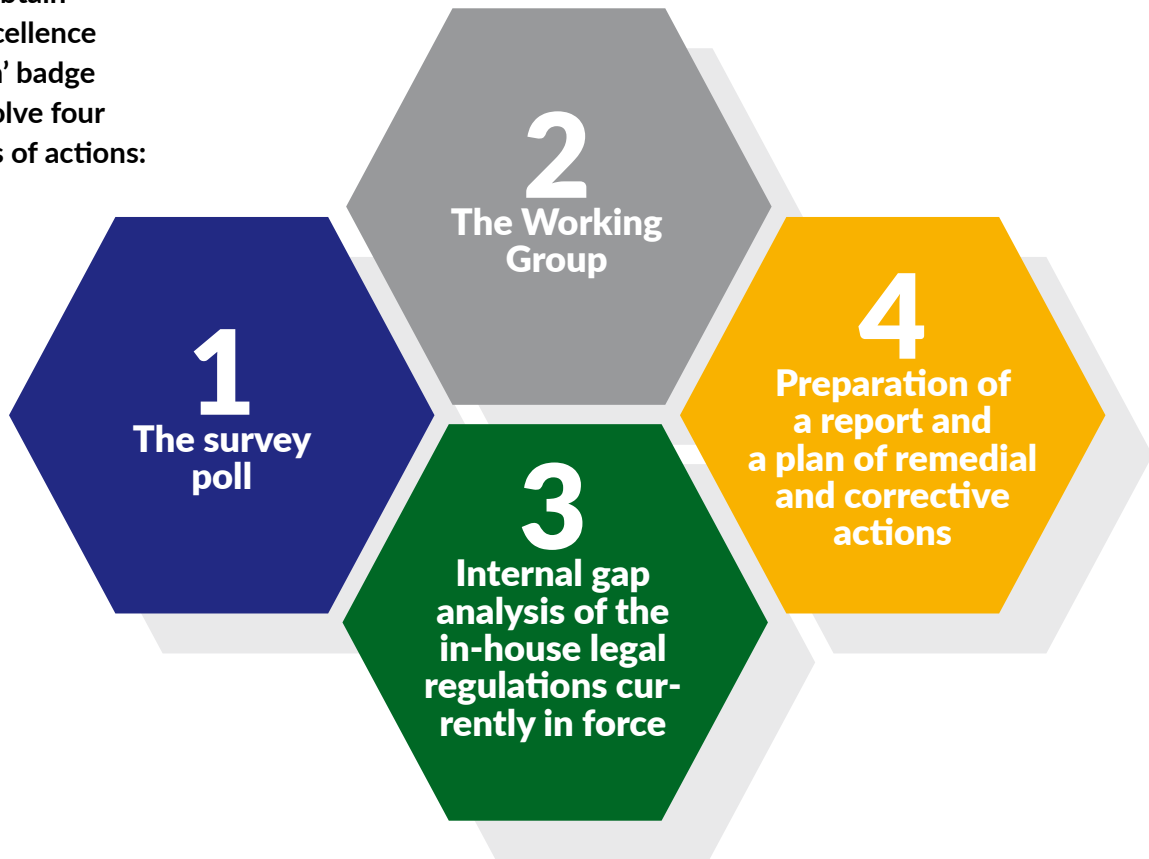 cellence
badge
four
of actions:
1
The survey
poll
2
The Working
Group
3
Internal gap
analysis of the
in-house legal
regulations cur-
rently in force
4
Preparation of
a report and
a plan of remedial
and corrective
actions